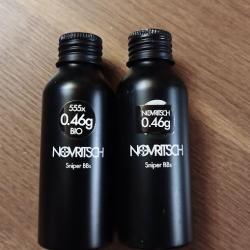 555x
0.46g
BIO
NOVRITSCH
Sniper BBs
NOVRITSCH
0.46g
NOVRITSCH
Sniper BBs